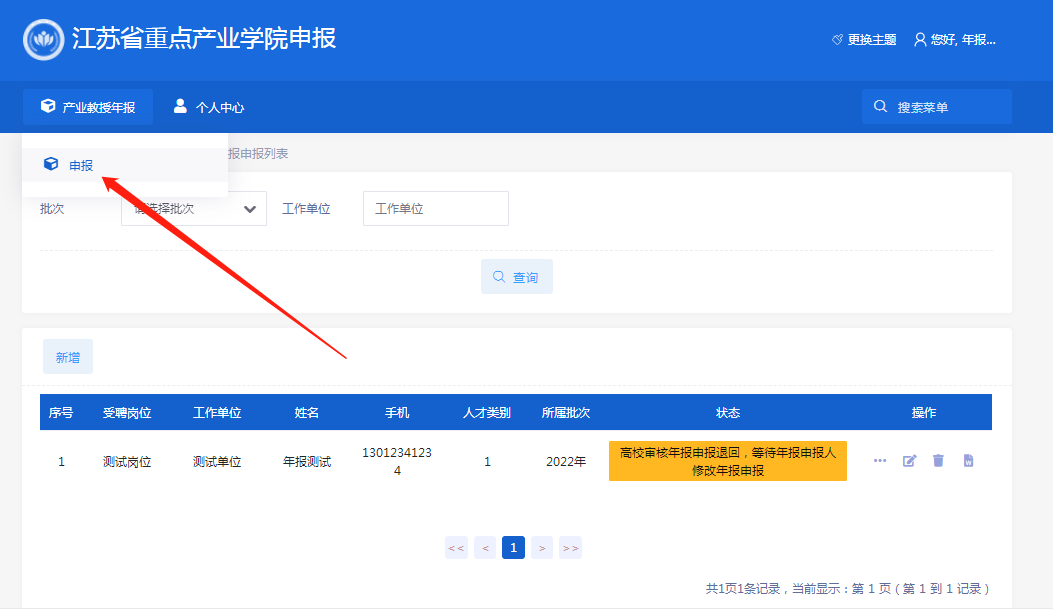 江苏省重点产业学院申报
更换主题
您好, 年报...
产业教授年报
个人中心
搜索菜单
申报
报申报列表
批次
请选择批次
工作单位
工作单位
查询
新增
序号 受聘岗位 工作单位 姓名 手机 人才类别 所属批次 状态 操作
1 测试岗位 测试单位 年报测试 1301234123 1 2022年 高校审核年报申报退回，等待年报申报人
4 修改年报申报
<< < 1 > >>
共1页1条记录，当前显示：第 1 页 ( 第 1 到 1 记录 )